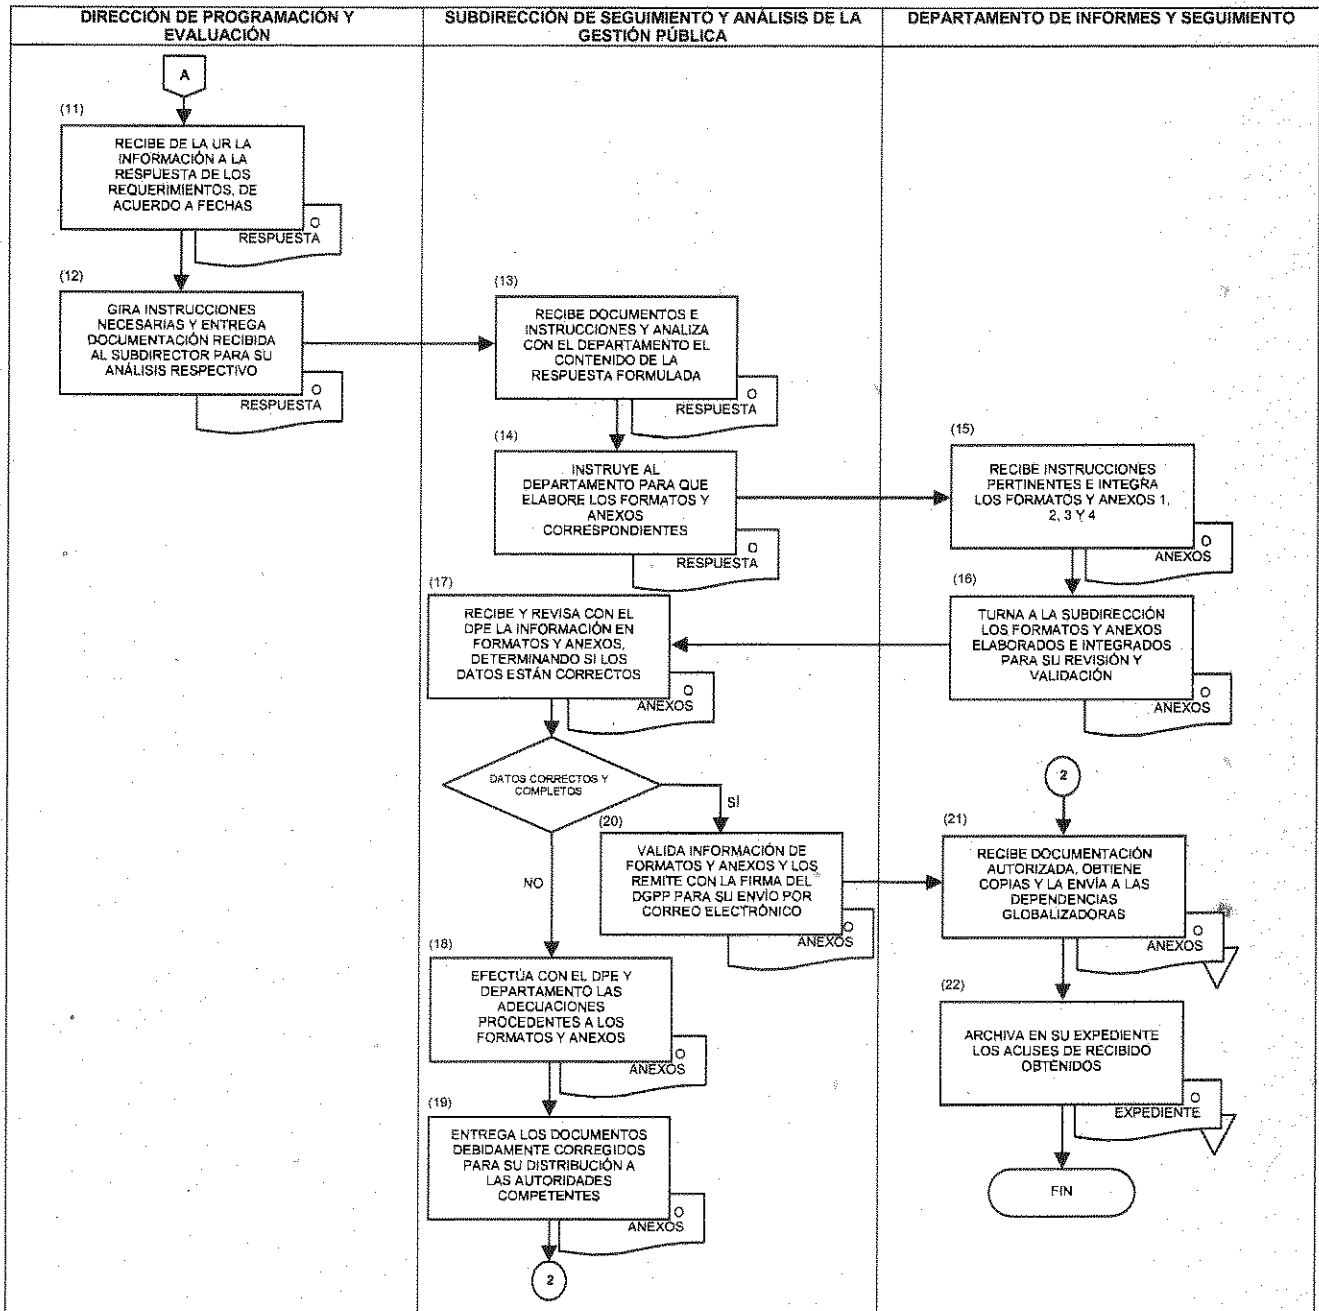 DIRECCIÓN DE PROGRAMACIÓN Y
EVALUACIÓN
SUBDIRECCIÓN DE SEGUIMIENTO Y ANÁLISIS DE LA
GESTIÓN PÚBLICA
DEPARTAMENTO DE INFORMES Y SEGUIMIENTO
A
(11)
RECIBE DE LA UR LA
INFORMACIÓN A LA
RESPUESTA DE LOS
REQUERIMIENTOS, DE
ACUERDO A FECHAS
O
RESPUESTA
(12)
GIRA INSTRUCCIONES
NECESARIAS Y ENTREGA
DOCUMENTACIÓN RECIBIDA
AL SUBDIRECTOR PARA SU
ANÁLISIS RESPECTIVO
O
RESPUESTA
(13)
RECIBE DOCUMENTOS E
INSTRUCCIONES Y ANALIZA
CON EL DEPARTAMENTO EL
CONTENIDO DE LA
RESPUESTA FORMULADA
O
RESPUESTA
(14)
INSTRUYE AL
DEPARTAMENTO PARA QUE
ELABORE LOS FORMATOS Y
ANEXOS
CORRESPONDIENTES
O
RESPUESTA
(15)
RECIBE INSTRUCCIONES
PERTINENTES E INTEGRA
LOS FORMATOS Y ANEXOS 1,
2, 3 Y 4
O
ANEXOS
(16)
TURNA A LA SUBDIRECCIÓN
LOS FORMATOS Y ANEXOS
ELABORADOS E INTEGRADOS
PARA SU REVISIÓN Y
VALIDACIÓN
O
ANEXOS
(17)
RECIBE Y REVISA CON EL
DPE LA INFORMACIÓN EN
FORMATOS Y ANEXOS,
DETERMINANDO SI LOS
DATOS ESTÁN CORRECTOS
O
ANEXOS
DATOS CORRECTOS Y
COMPLETOS
SÍ
NO
(20)
VALIDA INFORMACIÓN DE
FORMATOS Y ANEXOS Y LOS
REMITE CON LA FIRMA DEL
DGPP PARA SU ENVÍO POR
CORREO ELECTRÓNICO
O
ANEXOS
(18)
EFECTÚA CON EL DPE Y
DEPARTAMENTO LAS
ADECUACIONES
PROCEDENTES A LOS
FORMATOS Y ANEXOS
O
ANEXOS
(19)
ENTREGA LOS DOCUMENTOS
DEBIDAMENTE CORREGIDOS
PARA SU DISTRIBUCIÓN A
LAS AUTORIDADES
COMPETENTES
O
ANEXOS
2
2
(21)
RECIBE DOCUMENTACIÓN
AUTORIZADA, OBTIENE
COPIAS Y LA ENVÍA A LAS
DEPENDENCIAS
GLOBALIZADORAS
O
ANEXOS
(22)
ARCHIVA EN SU EXPEDIENTE
LOS ACUSES DE RECIBIDO
OBTENIDOS
O
EXPEDIENTE
FIN